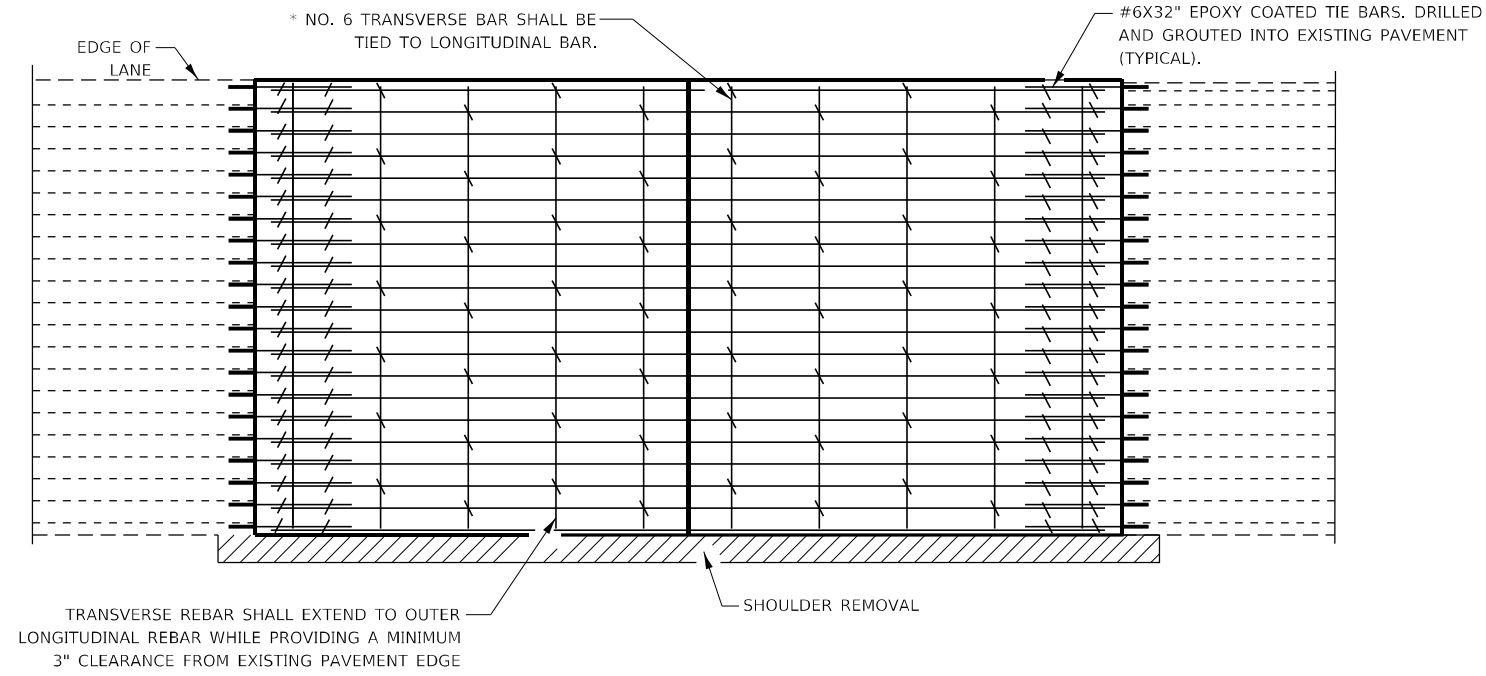 * NO. 6 TRANSVERSE BAR SHALL BE
TIED TO LONGITUDINAL BAR.
#6X32" EPOXY COATED TIE BARS. DRILLED
AND GROUTED INTO EXISTING PAVEMENT
(TYPICAL).
EDGE OF
LANE
TRANSVERSE REBAR SHALL EXTEND TO OUTER
LONGITUDINAL REBAR WHILE PROVIDING A MINIMUM
3" CLEARANCE FROM EXISTING PAVEMENT EDGE
SHOULDER REMOVAL